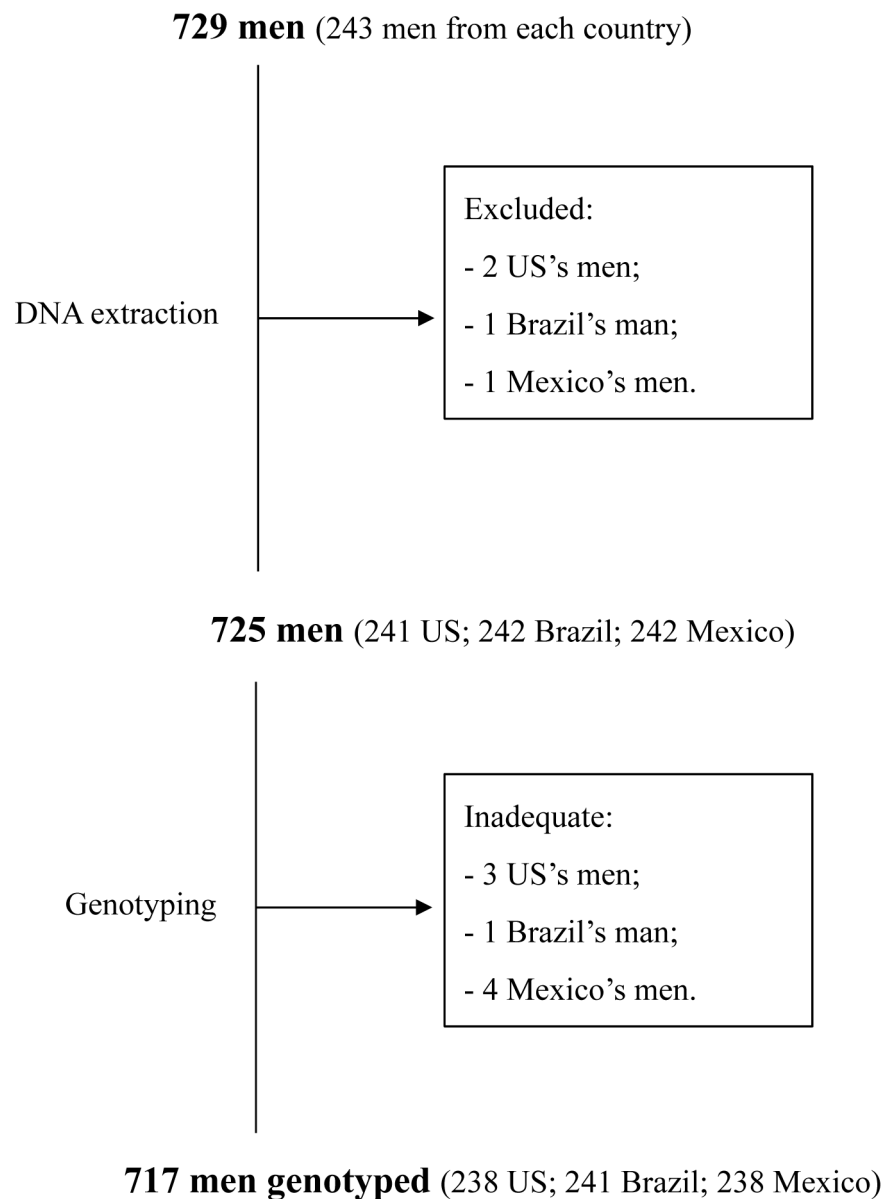 729 men (243 men from each country)
Excluded:
- 2 US’s men;
DNA extraction
- 1 Brazil’s man;
- 1 Mexico’s men.
725 men (241 US; 242 Brazil; 242 Mexico)
Inadequate:
- 3 US’s men;
Genotyping
- 1 Brazil’s man;
- 4 Mexico’s men.
717 men genotyped (238 US; 241 Brazil; 238 Mexico)